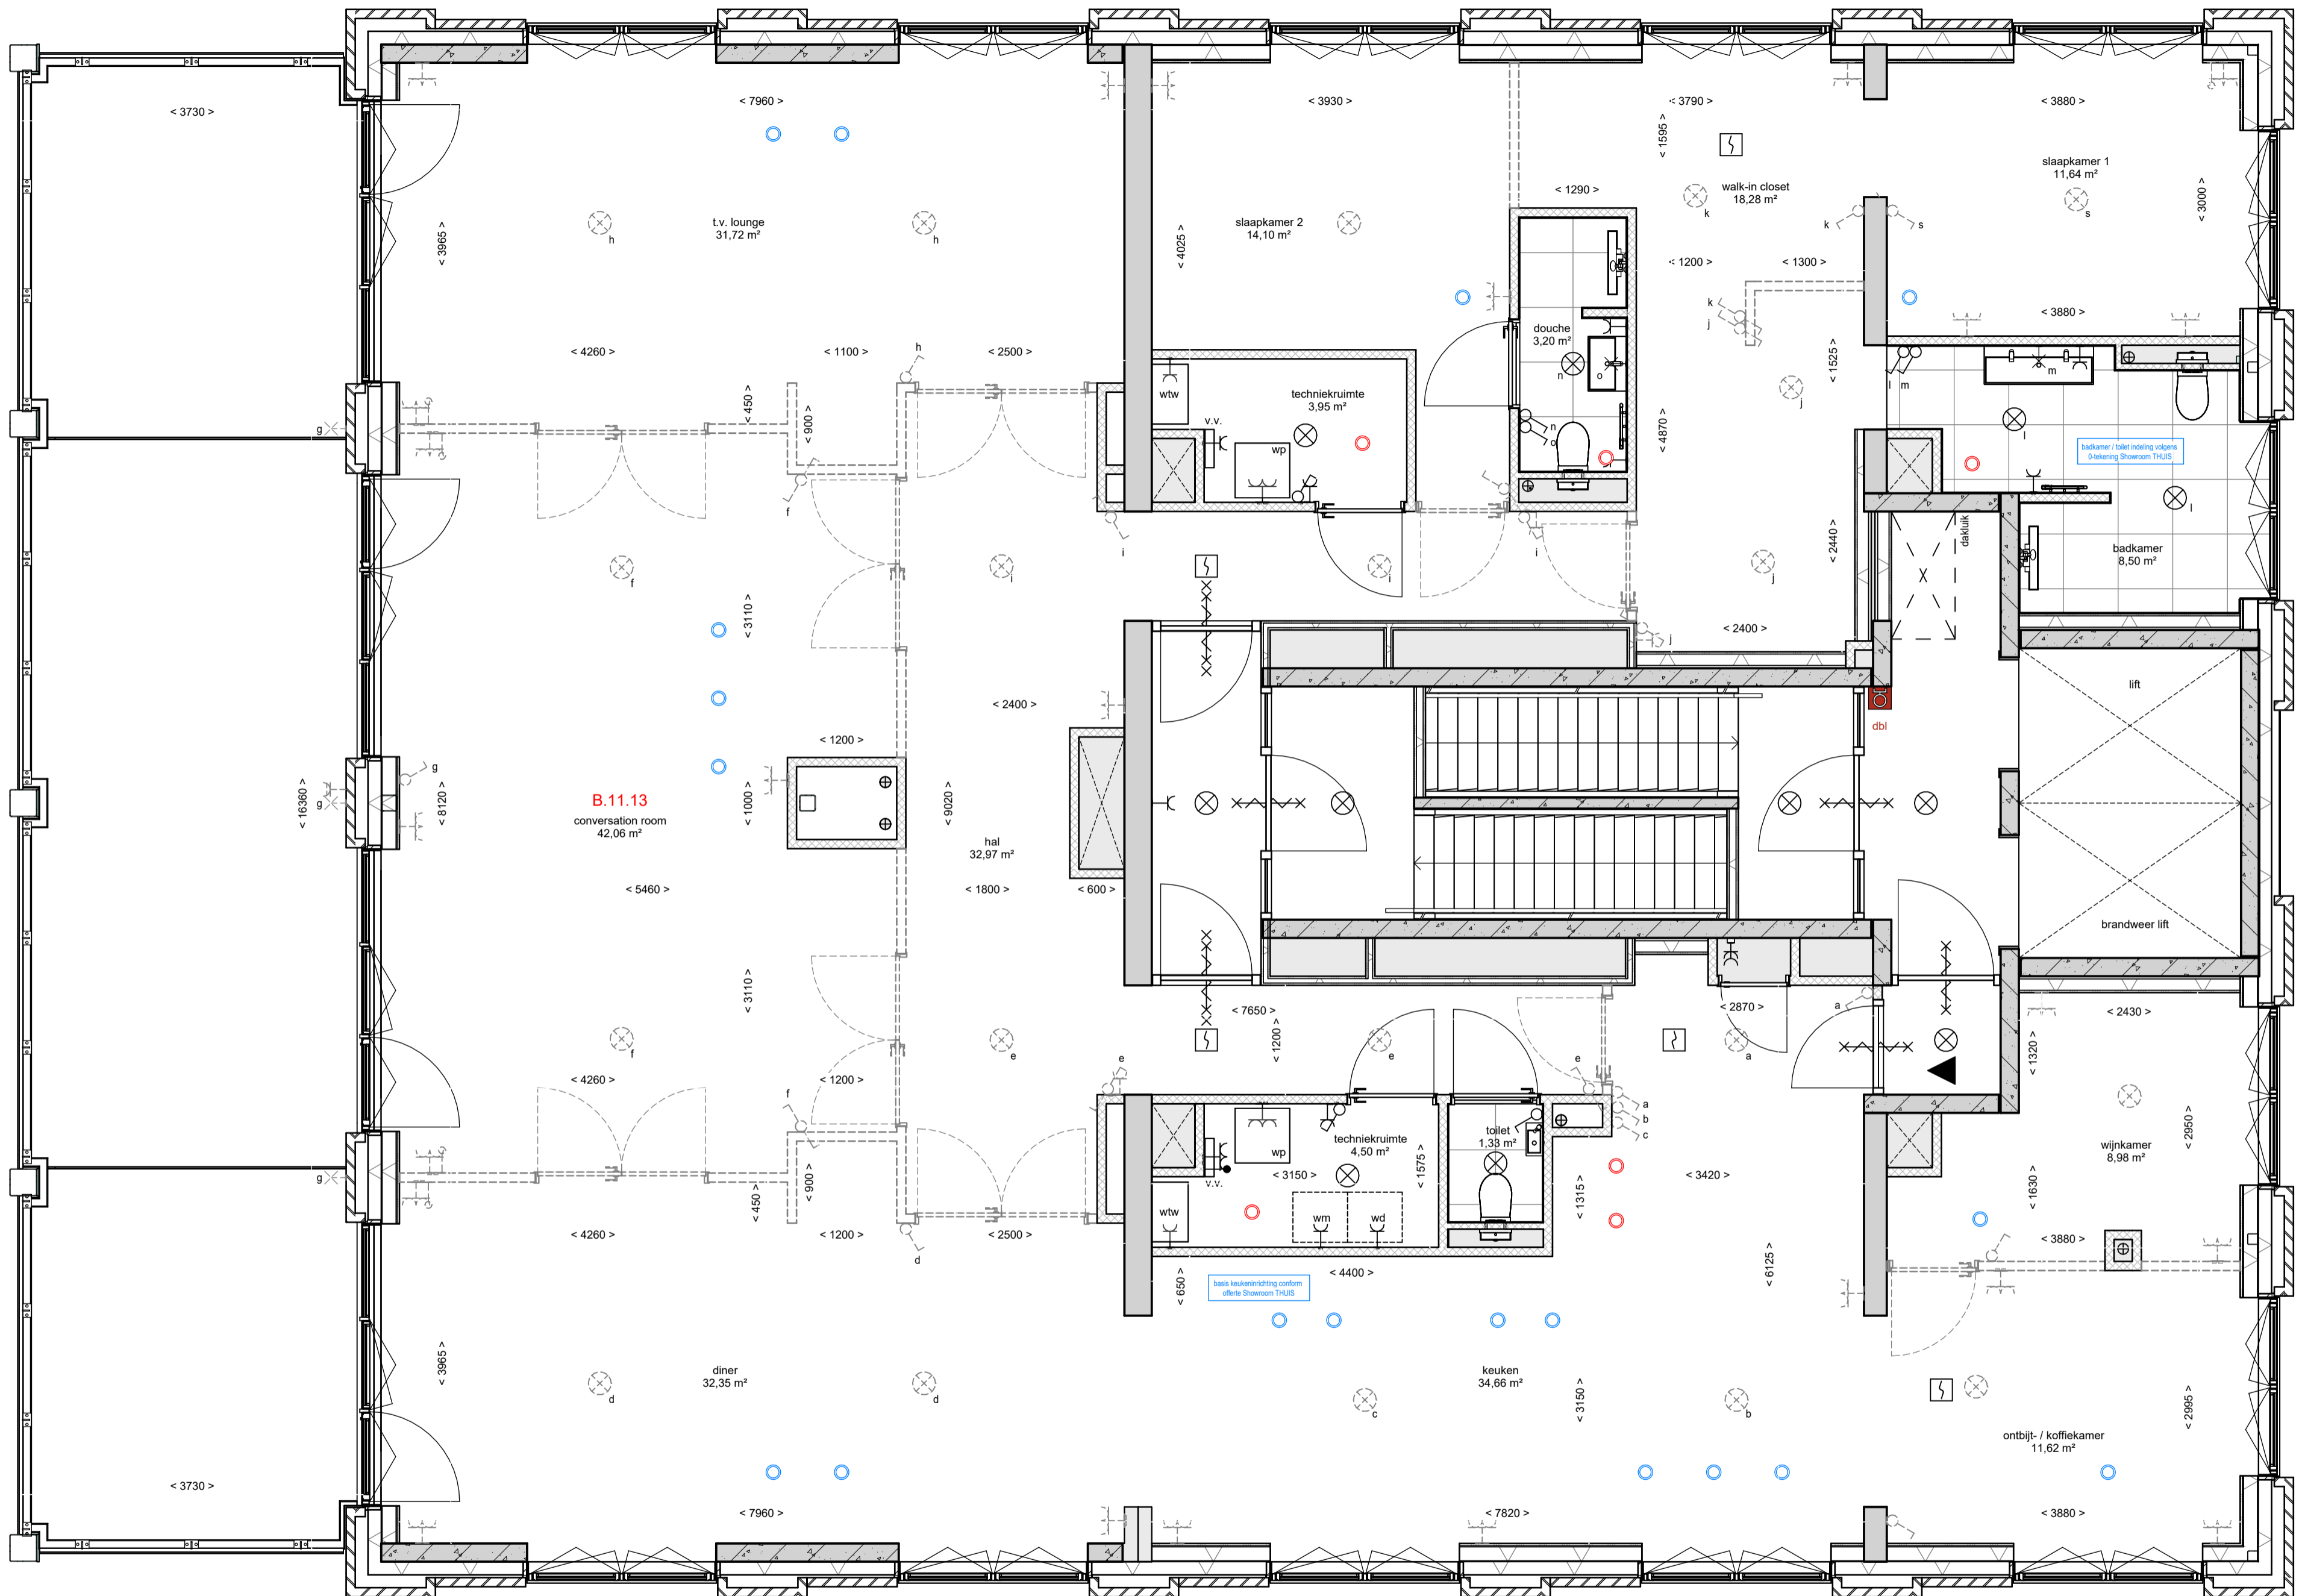 < 3730 >
< 7960 >
< 3930 >
< 3790 >
< 3880 >
< 1595 >
slaapkamer 1
11,64 m²
s
< 3000 >
walk-in closet
18,28 m²
k
< 1290 >
k
s
t.v. lounge
31,72 m²
h
h
< 3965 >
slaapkamer 2
14,10 m²
< 4025 >
< 1200 >
< 1300 >
k
j
< 3880 >
douche
3,20 m²
n
o
n
o
< 4260 >
< 1100 >
h
< 2500 >
< 1525 >
l
m
m
wtw
techniekruimte
3,95 m²
j
< 450 >
< 900 >
g
v.v.
wp
< 4870 >
l
badkamer / toilet indeling volgens
0-tekening Showroom THUIS
l
f
i
i
< 2440 >
dakluik
badkamer
8,50 m²
f
i
i
j
< 3110 >
< 2400 >
j
lift
< 2400 >
dbl
< 1200 >
g
< 16360 >
g
< 8120 >
B.11.13
conversation room
42,06 m²
< 1000 >
< 9020 >
hal
32,97 m²
< 5460 >
< 1800 >
< 600 >
brandweer lift
< 3110 >
< 7650 >
< 2870 >
a
< 2430 >
f
e
e
< 1200 >
e
e
a
< 1320 >
< 4260 >
< 1200 >
f
a
b
c
wp
techniekruimte
4,50 m²
toilet
1,33 m²
< 2950 >
wijnkamer
8,98 m²
g
< 450 >
< 900 >
v.v.
< 3150 >
< 1575 >
< 1315 >
< 3420 >
< 1630 >
wtw
wm
wd
< 4260 >
< 1200 >
< 2500 >
d
< 3880 >
< 650 >
basis keukeninrichting conform
offerte Showroom THUIS
< 4400 >
< 6125 >
< 3965 >
diner
32,35 m²
d
d
keuken
34,66 m²
c
< 3150 >
b
< 2995 >
ontbijt- / koffiekamer
11,62 m²
< 3730 >
< 7960 >
< 7820 >
< 3880 >